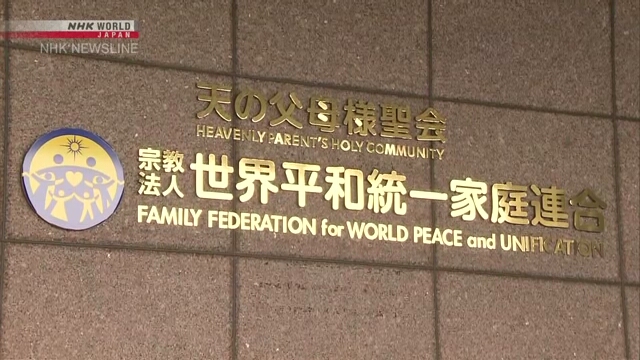 NHK WORLD
JAPAN
NHK NEWSLINE
天の父母様聖会
HEAVENLY PARENT'S HOLY COMMUNITY
宗教
法人
世界平和統一家庭連合
FAMILY FEDERATION for WORLD PEACE and UNIFICATION